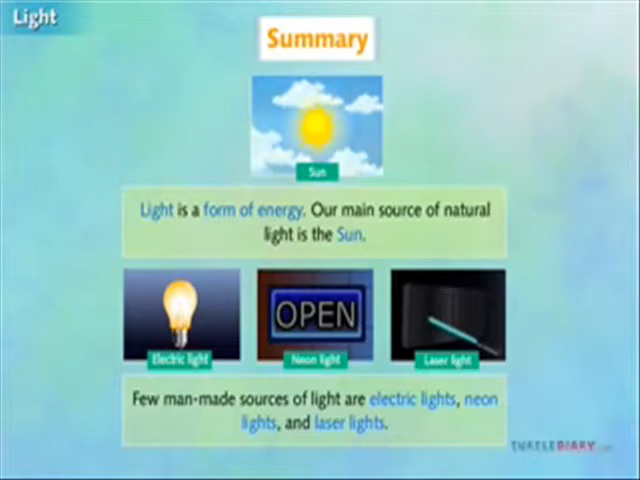 Light
Summary
Sun
Light is a form of energy. Our main source of natural
light is the Sun.
OPEN
Electric light
Neon light
Laser light
Few man-made sources of light are electric lights, neon
lights, and laser lights.
TURTLEDIARY.com